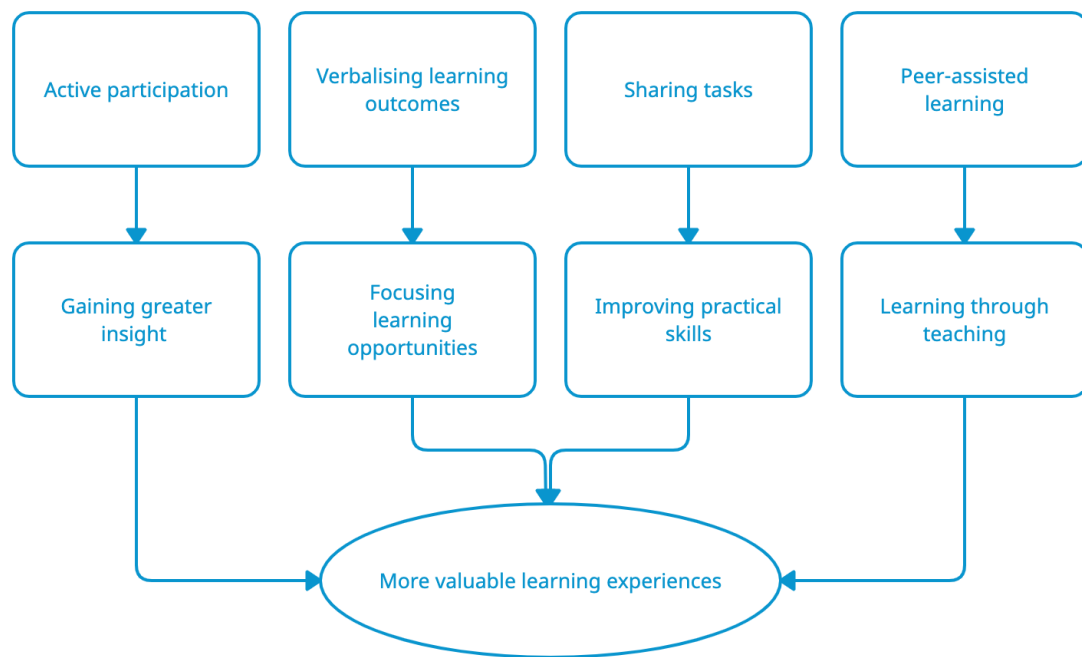 Active participation
Verbalising learning
outcomes
Sharing tasks
Peer-assisted
learning
Gaining greater
insight
Focusing
learning
opportunities
Improving practical
skills
Learning through
teaching
More valuable learning experiences